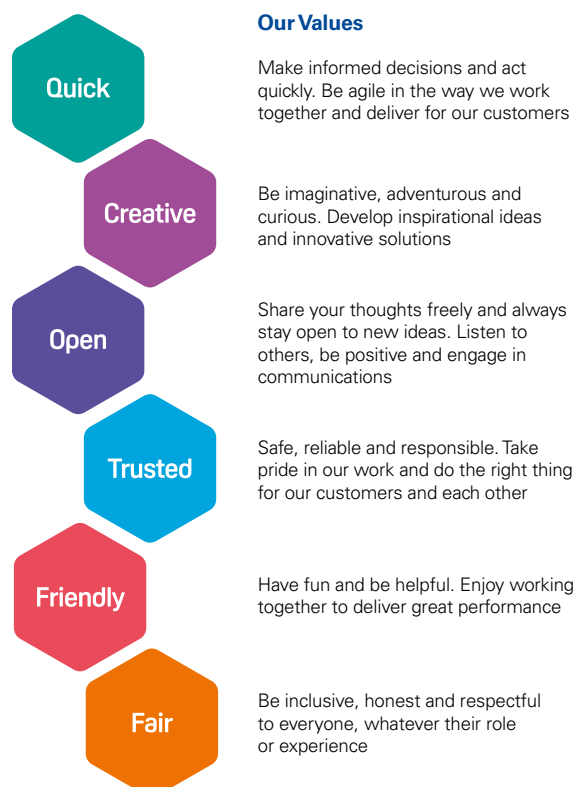 Our Values
Quick
Make informed decisions and act
quickly. Be agile in the way we work
together and deliver for our customers
Creative
Be imaginative, adventurous and
curious. Develop inspirational ideas
and innovative solutions
Open
Share your thoughts freely and always
stay open to new ideas. Listen to
others, be positive and engage in
communications
Trusted
Safe, reliable and responsible. Take
pride in our work and do the right thing
for our customers and each other
Friendly
Have fun and be helpful. Enjoy working
together to deliver great performance
Fair
Be inclusive, honest and respectful
to everyone, whatever their role
or experience